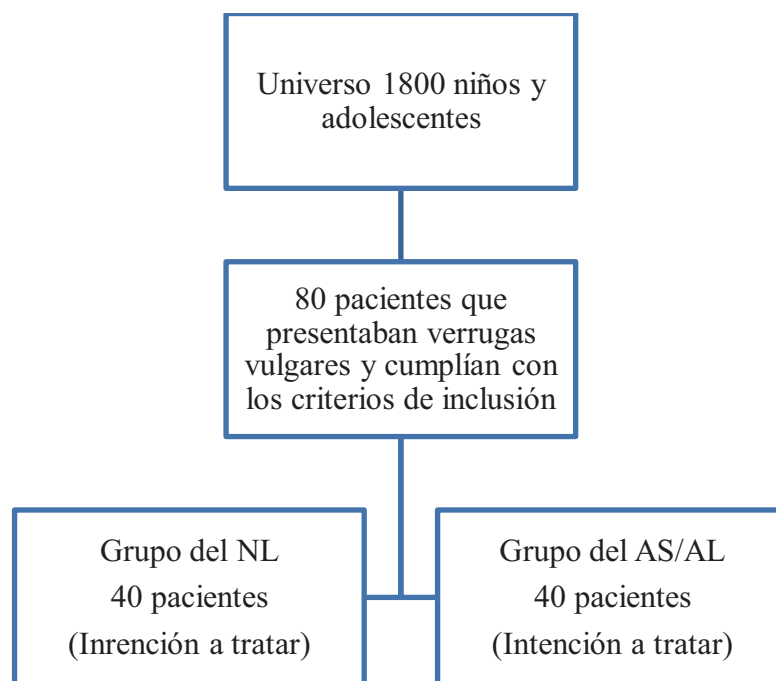 Universo 1800 niños y
adolescentes
80 pacientes que
presentaban verrugas
vulgares y cumplían con
los criterios de inclusión
Grupo del NL
40 pacientes
(Inrención a tratar)
Grupo del AS/AL
40 pacientes
(Intención a tratar)